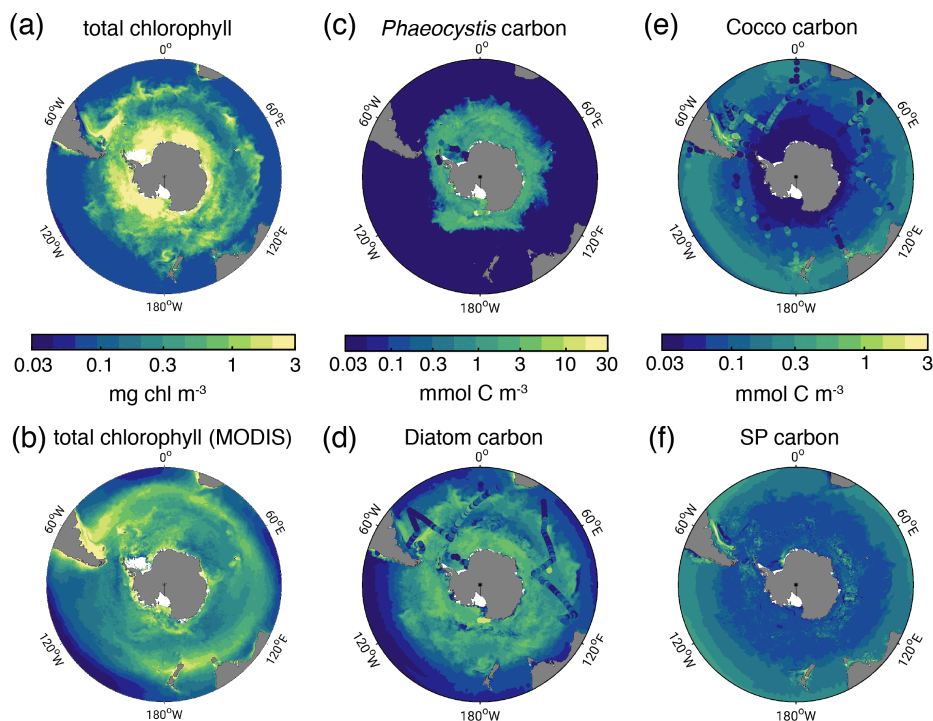 (a) total chlorophyll
0°
60°W
60°E
120°W
120°E
180°W
0.03 0.1 0.3 1 3
mg chl m⁻³
(c) Phaeocystis carbon
0°
60°W
60°E
120°W
120°E
180°W
0.03 0.1 0.3 1 3 10 30
mmol C m⁻³
(e) Cocco carbon
0°
60°W
60°E
120°W
120°E
180°W
0.03 0.1 0.3 1 3
mmol C m⁻³
(b) total chlorophyll (MODIS)
0°
60°W
60°E
120°W
120°E
180°W
(d) Diatom carbon
0°
60°W
60°E
120°W
120°E
180°W
(f) SP carbon
0°
60°W
60°E
120°W
120°E
180°W